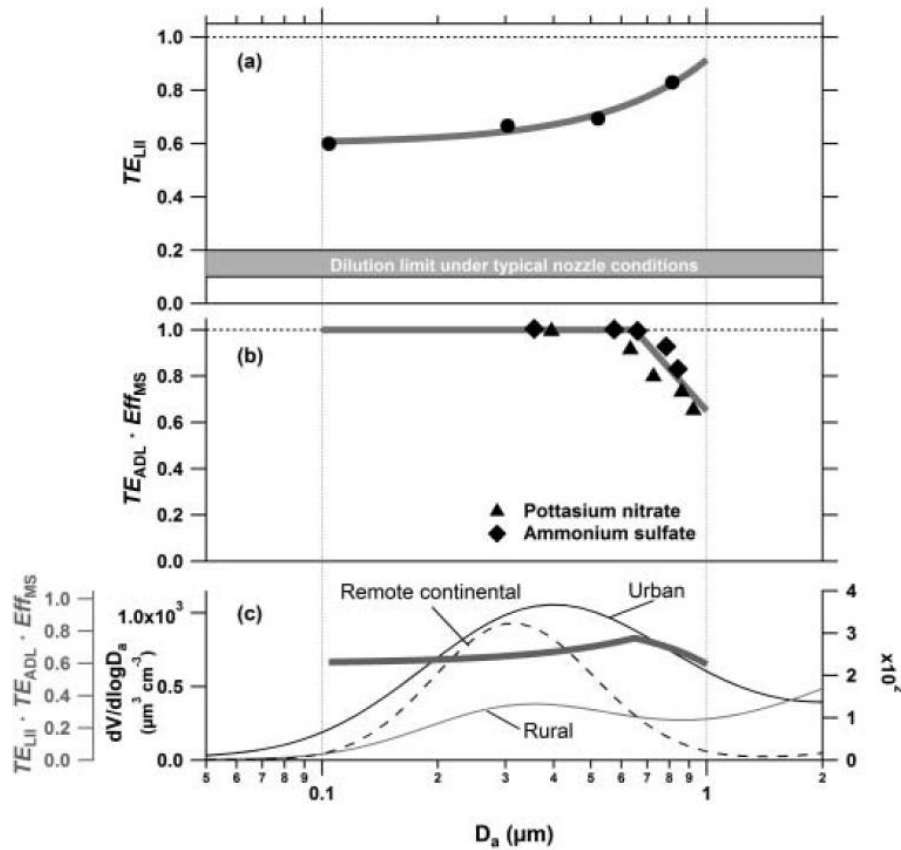 1.0
(a)
0.8
0.6
TE_LII
0.4
0.2
Dilution limit under typical nozzle conditions
0.0
1.0
(b)
0.8
0.6
TE_ADL · Eff_MS
0.4
▲ Pottasium nitrate
0.2
◆ Ammonium sulfate
0.0
1.0
0.8
0.6
0.4
0.2
0.0
TE_LII · TE_ADL · Eff_MS
1.0x10³
0.5
0.0
dV/dlogD_a
(μm³ cm⁻³)
(c)
Remote continental
Urban
Rural
4
3
2
1
0
x10²
5 6 7 8 9 2 3 4 5 6 7 8 9 2
0.1 1
D_a (μm)